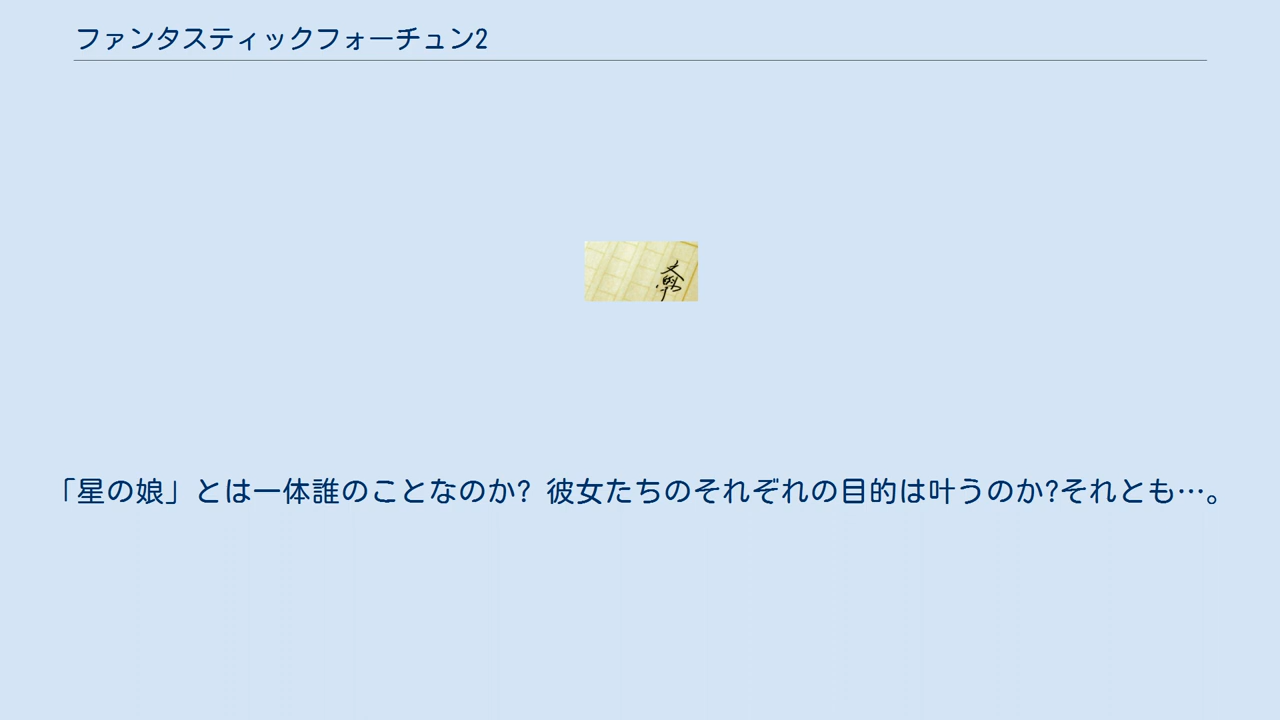 ファンタスティックフォーチュン2
「星の娘」とは一体誰のことなのか? 彼女たちのそれぞれの目的は叶うのか?それとも…。